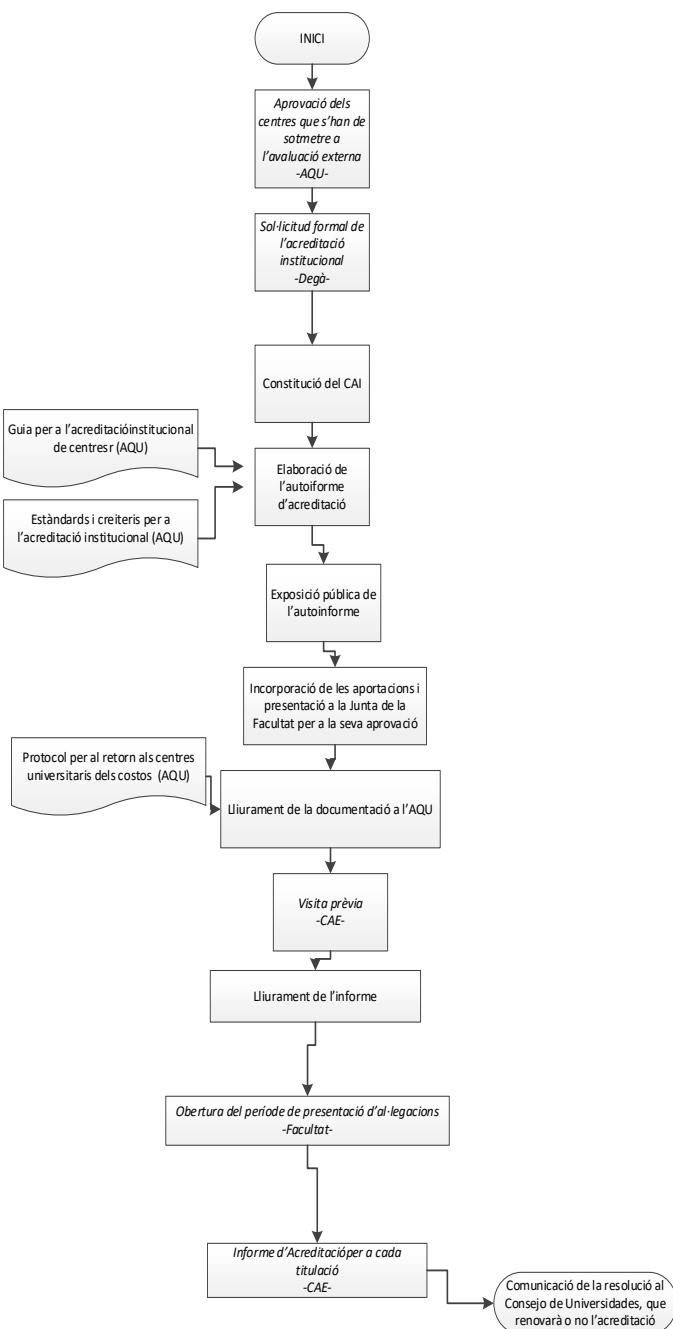 INICI
Aprovació dels
centres que s'han de
sotmetre a
l'avaluació externa
-AQU-
Sol·licitud formal de
l'acreditació
institucional
-Degà-
Constitució del CAI
Guia per a l'acreditacióinstitucional
de centresr (AQU)
Elaboració de
l'autoiforme
d'acreditació
Estàndards i creiteris per a
l'acreditació institucional (AQU)
Exposició pública de
l'autoinforme
Incorporació de les aportacions i
presentació a la Junta de la
Facultat per a la seva aprovació
Protocol per al retorn als centres
universitaris dels costos (AQU)
Lliurament de la documentació a l'AQU
Visita prèvia
-CAE-
Lliurament de l'informe
Obertura del període de presentació d'al·legacions
-Facultat-
Informe d'Acreditacióper a cada
titulació
-CAE-
Comunicació de la resolució al
Consejo de Universidades, que
renovarà o no l'acreditació